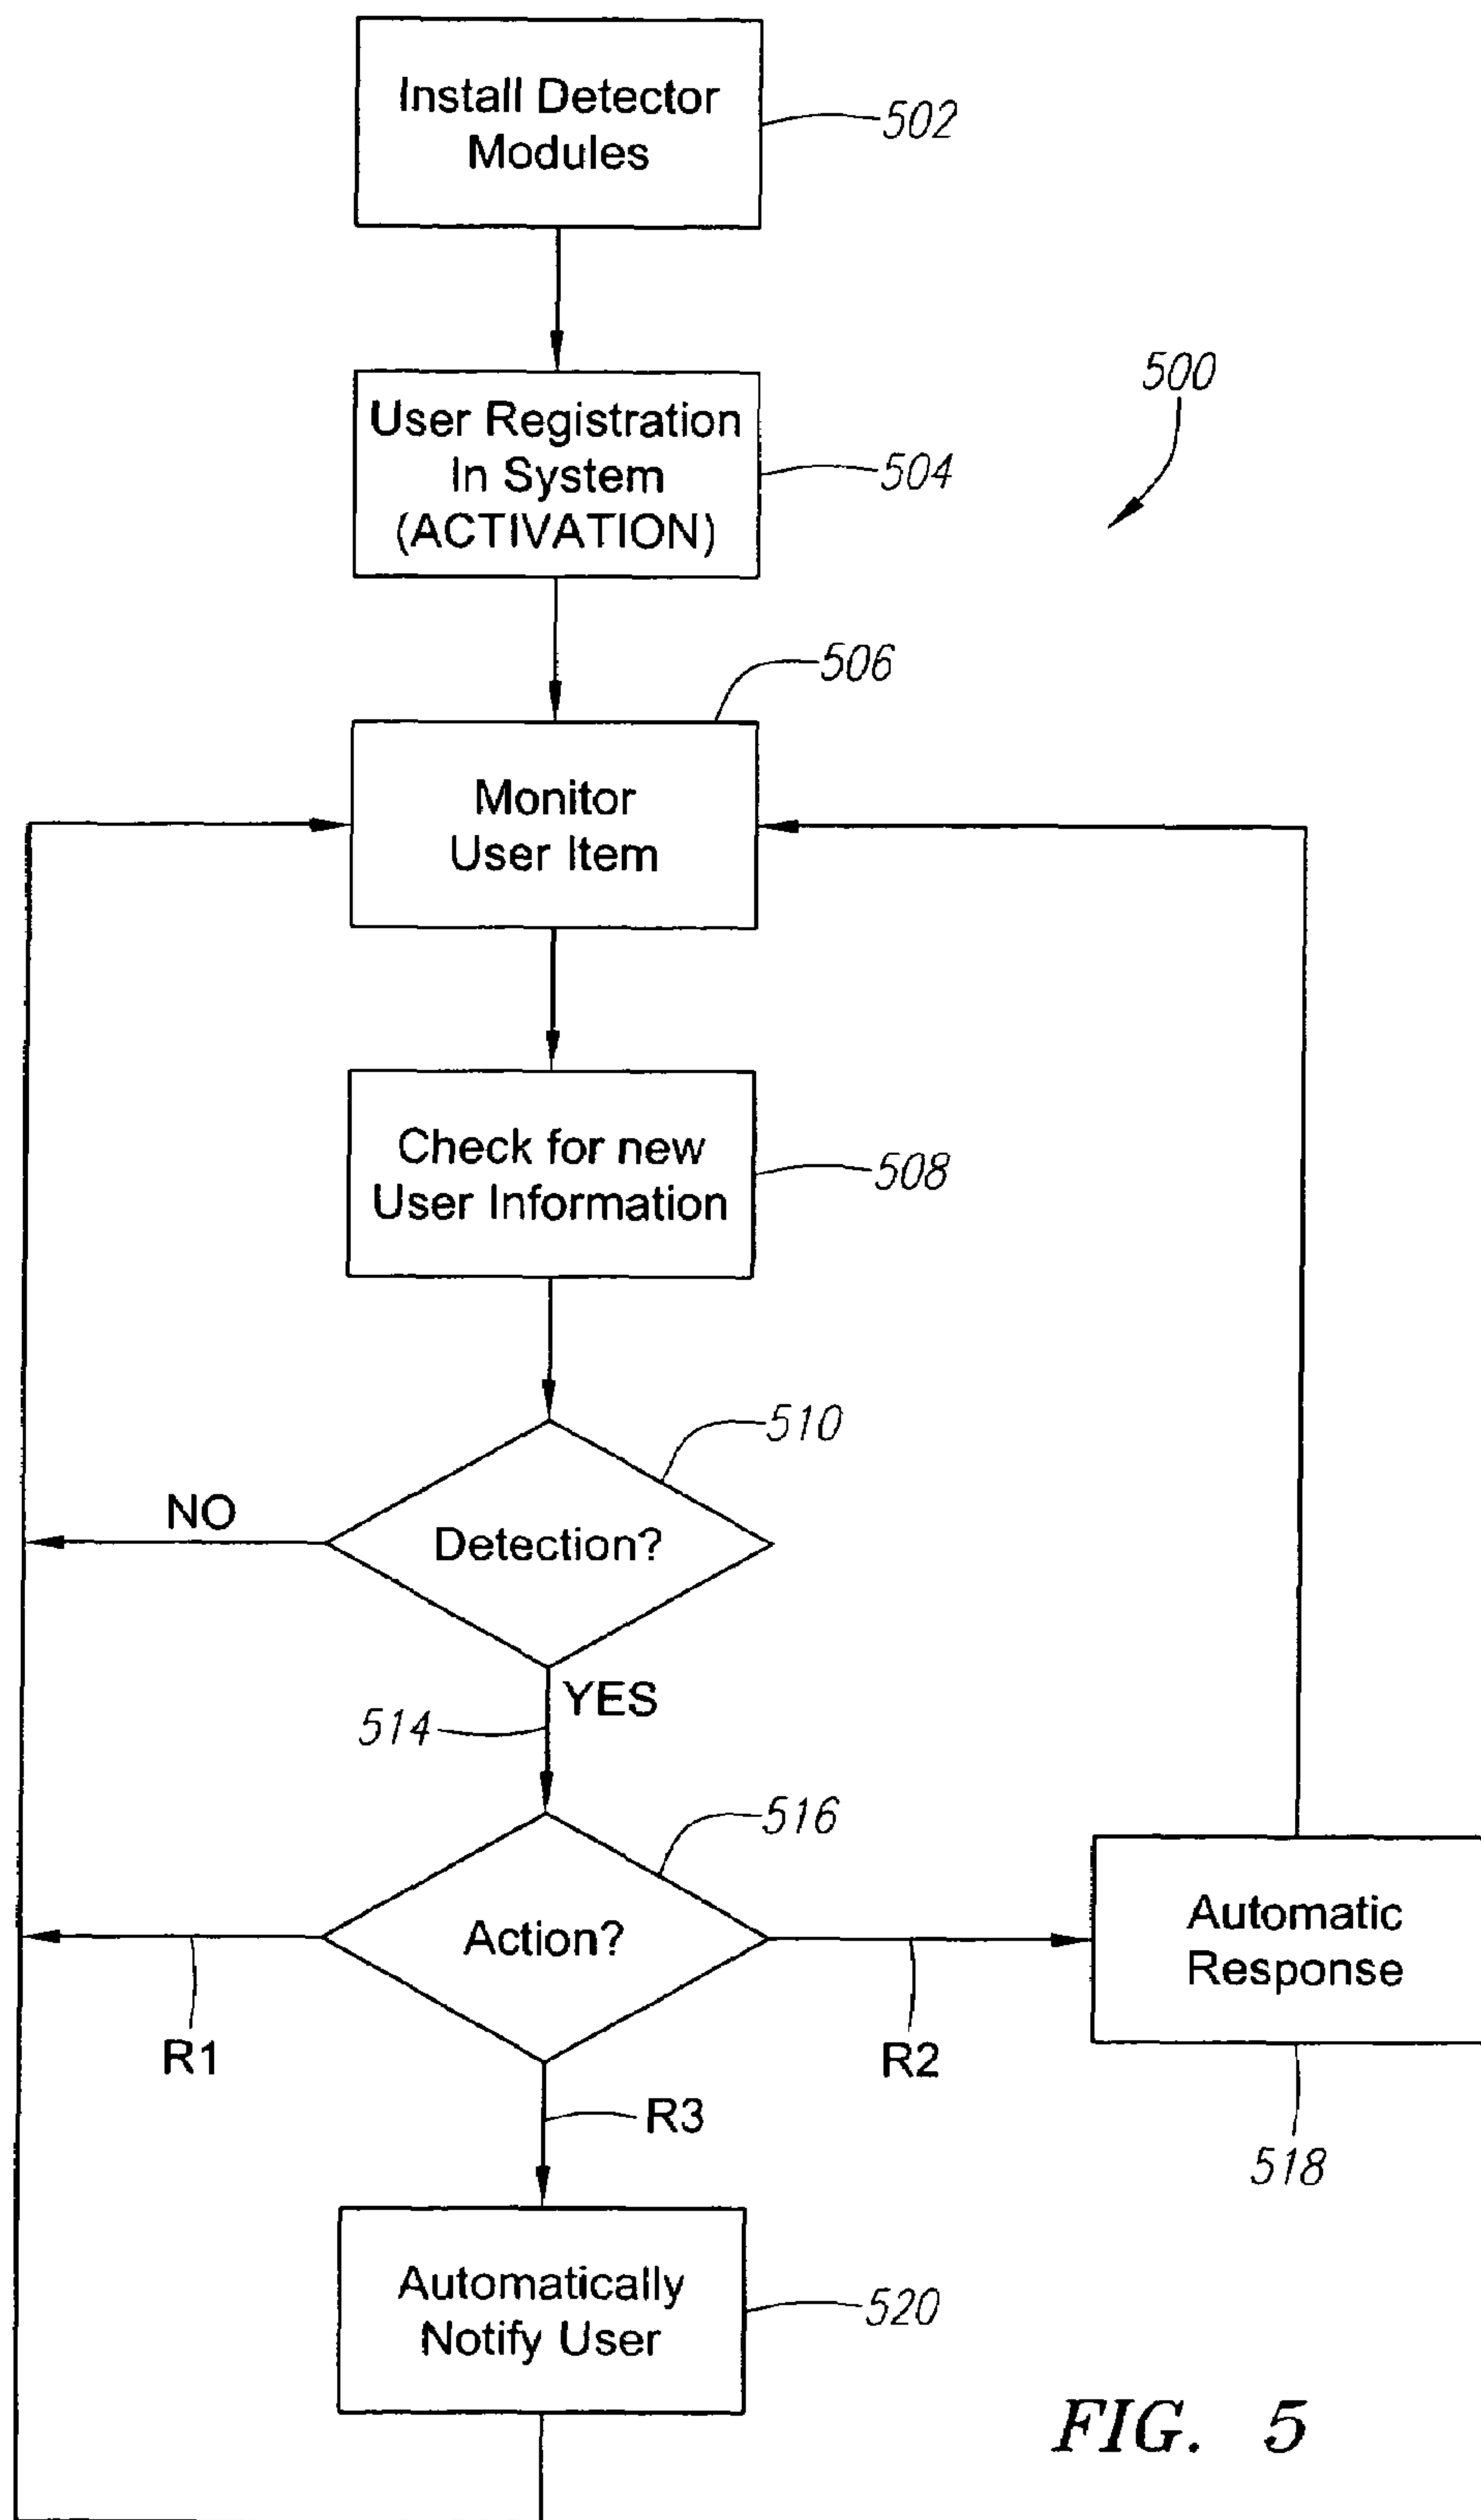 Install Detector
Modules
502
User Registration
In System
(ACTIVATION)
504
500
506
Monitor
User Item
Check for new
User Information
508
510
NO
Detection?
YES
514
516
Action?
Automatic
Response
R1
R2
R3
518
Automatically
Notify User
520
FIG. 5